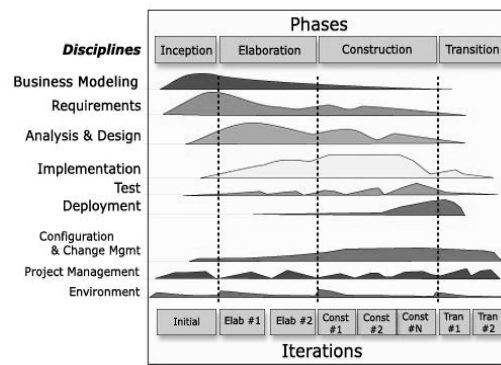 Phases
Disciplines Inception Elaboration Construction Transition
Business Modeling
Requirements
Analysis & Design
Implementation
Test
Deployment
Configuration
& Change Mgmt
Project Management
Environment
Initial Elab #1 Elab #2 Const #1 Const #2 Const #N Tran #1 Tran #2
Iterations